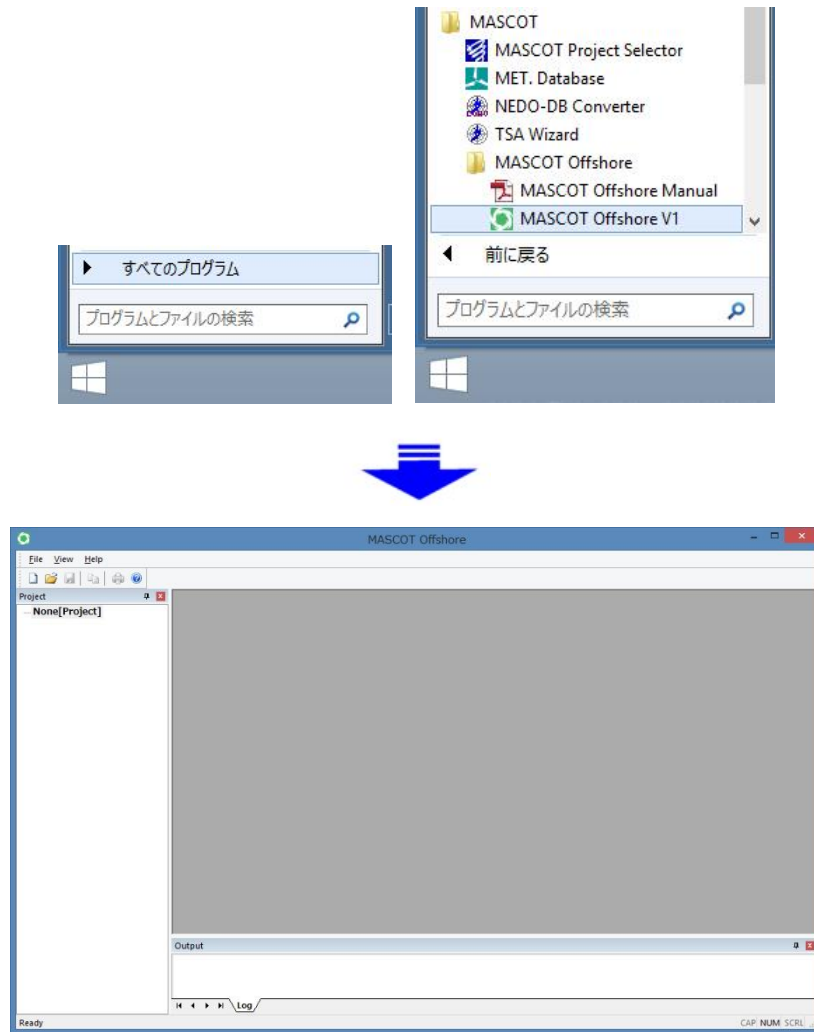 MASCOT
MASCOT Project Selector
MET. Database
NEDO-DB Converter
TSA Wizard
MASCOT Offshore
MASCOT Offshore Manual
MASCOT Offshore V1
すべてのプログラム
前に戻る
プログラムとファイルの検索
プログラムとファイルの検索
MASCOT Offshore
File View Help
Project
None[Project]
Output
Log
Ready
CAP NUM SCRL